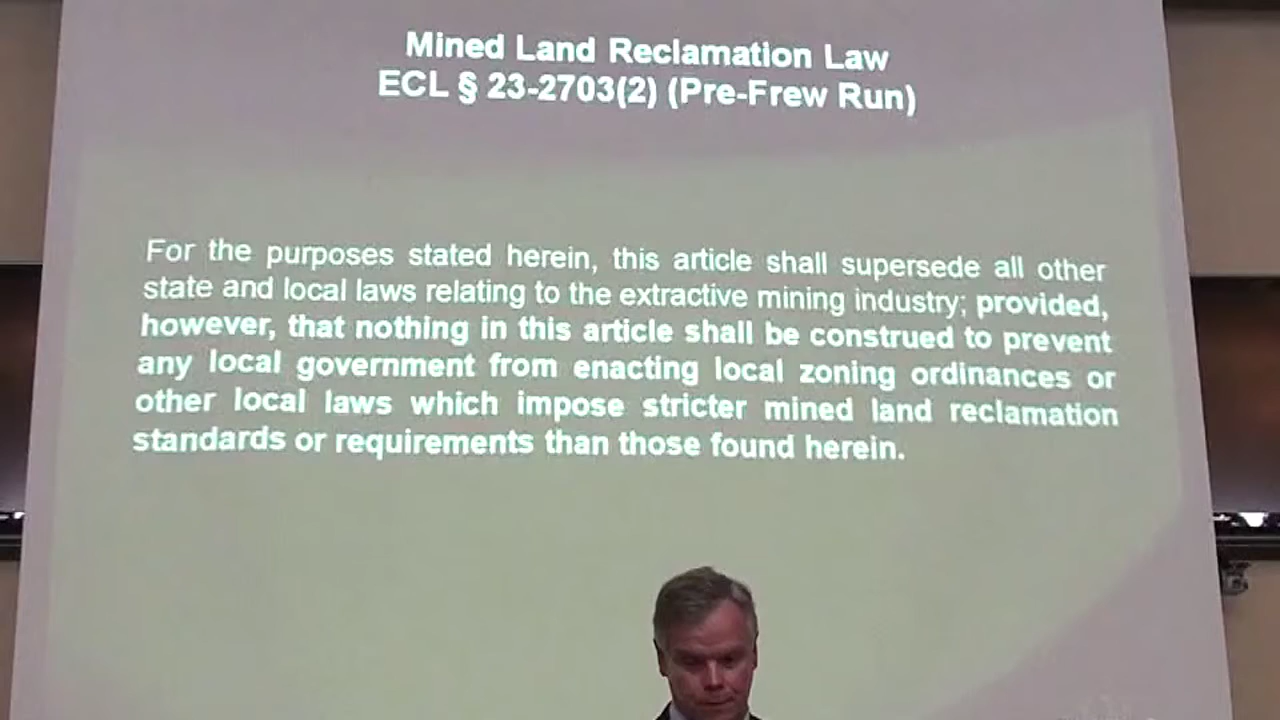 Mined Land Reclamation Law
ECL § 23-2703(2) (Pre-Frew Run)
For the purposes stated herein, this article shall supersede all other
state and local laws relating to the extractive mining industry; provided,
however, that nothing in this article shall be construed to prevent
any local government from enacting local zoning ordinances or
other local laws which impose stricter mined land reclamation
standards or requirements than those found herein.